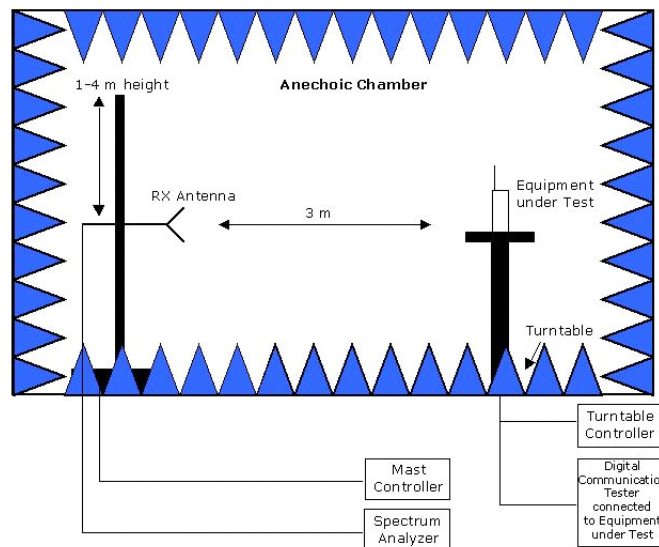 1-4 m height
Anechoic Chamber
RX Antenna
3 m
Equipment
under Test
Turntable
Turntable
Controller
Mast
Controller
Digital
Communicatio
Tester
connected
to Equipment
under Test
Spectrum
Analyzer